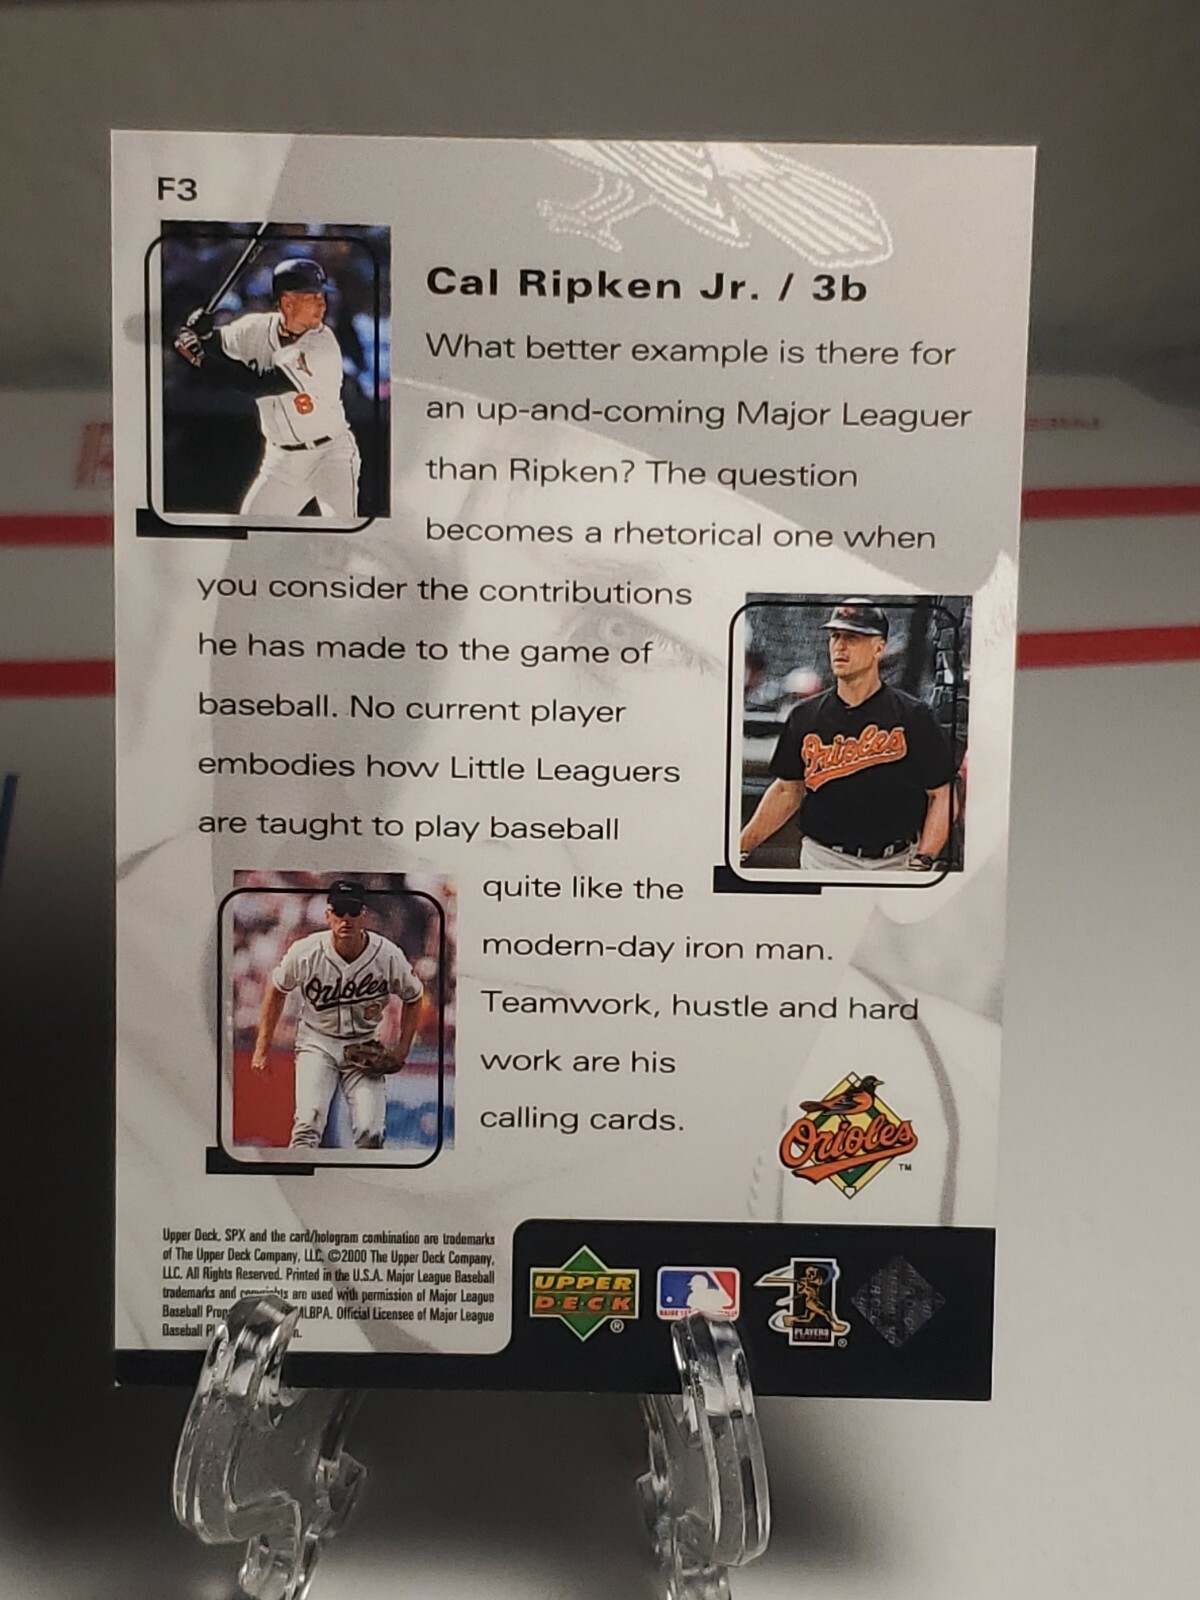 F3
Cal Ripken Jr. / 3b
What better example is there for
an up-and-coming Major Leaguer
than Ripken? The question
becomes a rhetorical one when
you consider the contributions
he has made to the game of
baseball. No current player
embodies how Little Leaguers
are taught to play baseball
quite like the
modern-day iron man.
Teamwork, hustle and hard
work are his
calling cards.
8
Orioles
Orioles
Orioles TM
Upper Deck, SPX and the card/hologram combination are trademarks
of The Upper Deck Company, LLC. ©2000 The Upper Deck Company,
LLC. All Rights Reserved. Printed in the U.S.A. Major League Baseball
trademarks and copyrights are used with permission of Major League
Baseball MLBPA. Official Licensee of Major League
Baseball
UPPER
DECK ®
PLAYERS
®